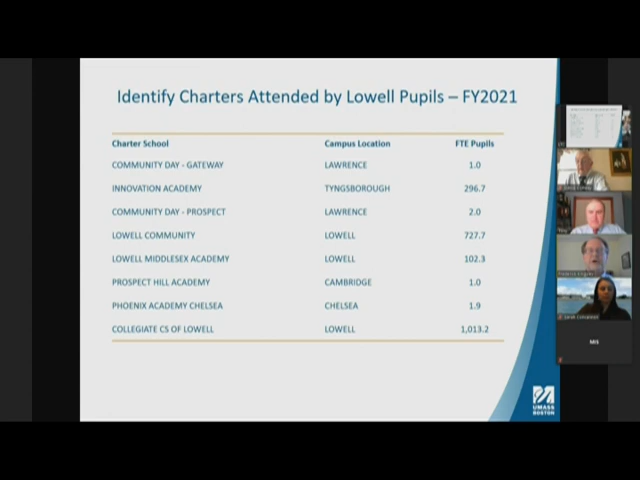 Identify Charters Attended by Lowell Pupils – FY2021
Charter School Campus Location FTE Pupils
COMMUNITY DAY - GATEWAY LAWRENCE 1.0
INNOVATION ACADEMY TYNGSBOROUGH 296.7
COMMUNITY DAY - PROSPECT LAWRENCE 2.0
LOWELL COMMUNITY LOWELL 727.7
LOWELL MIDDLESEX ACADEMY LOWELL 102.3
PROSPECT HILL ACADEMY CAMBRIDGE 1.0
PHOENIX ACADEMY CHELSEA CHELSEA 1.9
COLLEGIATE CS OF LOWELL LOWELL 1,013.2
UMASS
BOSTON